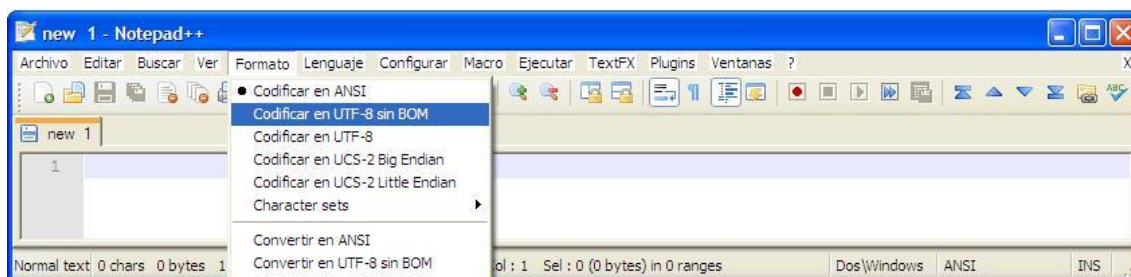 new 1 - Notepad++
Archivo Editar Buscar Ver Formato Lenguaje Configurar Macro Ejecutar TextFX Plugins Ventanas ? X
ABC
new 1
1
Codificar en ANSI
Codificar en UTF-8 sin BOM
Codificar en UTF-8
Codificar en UCS-2 Big Endian
Codificar en UCS-2 Little Endian
Character sets
Convertir en ANSI
Convertir en UTF-8 sin BOM
Normal text 0 chars 0 bytes 1 ol : 1 Sel : 0 (0 bytes) in 0 ranges Dos\Windows ANSI INS